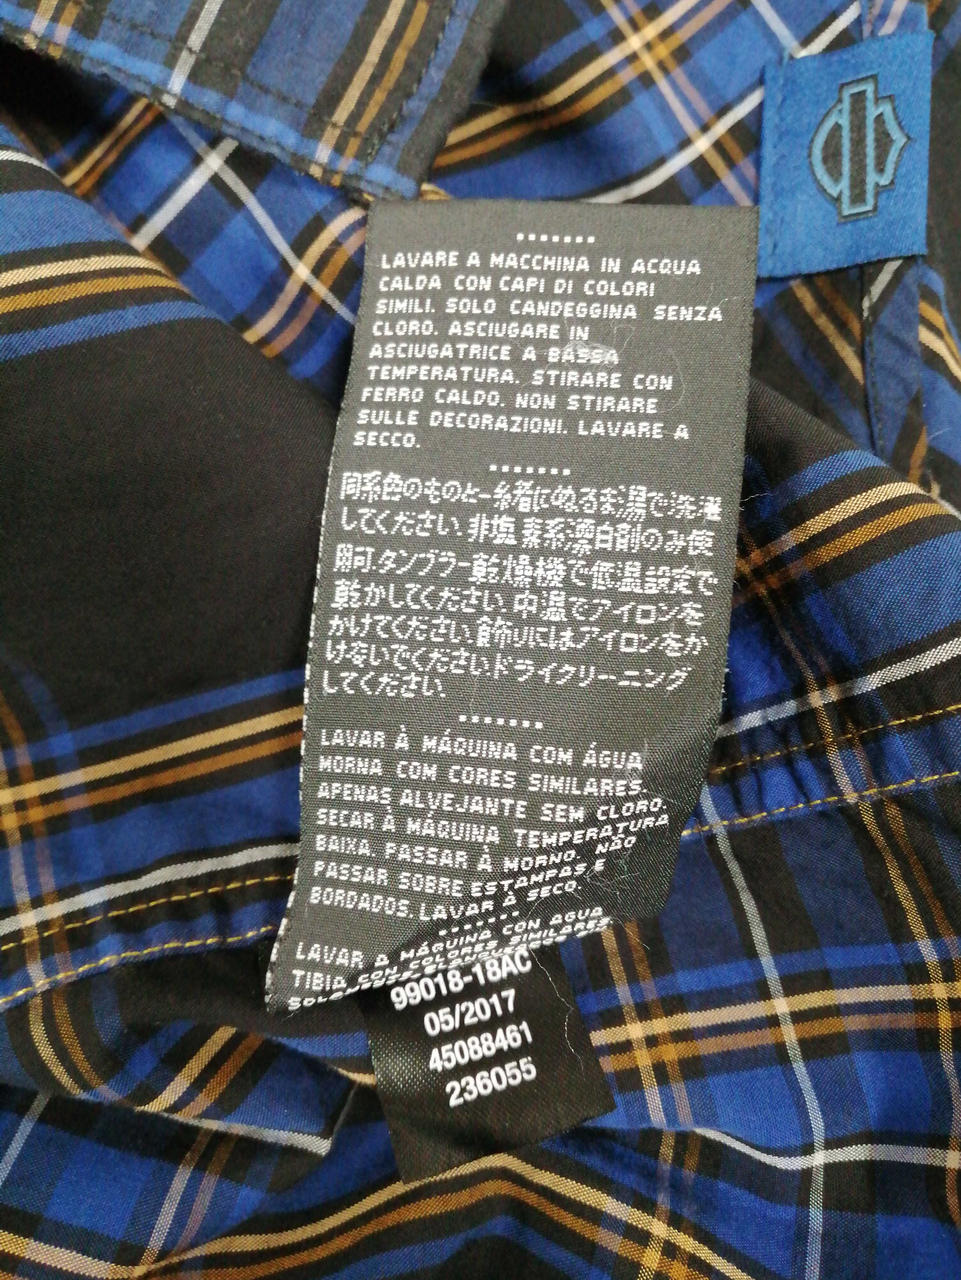 LAVARE A MACCHINA IN ACQUA
CALDA CON CAPI DI COLORI
SIMILI. SOLO CANDEGGINA SENZA
CLORO. ASCIUGARE IN
ASCIUGATRICE A BASSA
TEMPERATURA. STIRARE CON
FERRO CALDO. NON STIRARE
SULLE DECORAZIONI. LAVARE A
SECCO.
同系色のものと一緒にぬるま湯で洗濯
してください.非塩素系漂白剤のみ使
用可.タンブラー乾燥機で低温設定で
乾かしてください.中温でアイロンを
かけてください.飾りにはアイロンをか
けないでください.ドライクリーニング
してください.
LAVAR À MÁQUINA COM ÁGUA
MORNA COM CORES SIMILARES.
APENAS ALVEJANTE SEM CLORO.
SECAR À MÁQUINA TEMPERATURA
BAIXA. PASSAR À MORNO. NÃO
PASSAR SOBRE ESTAMPAS E
BORDADOS. LAVAR À SECO.
LAVAR A MÁQUINA CON AGUA
TIBIA CON COLORES SIMILARES.
99018-18AC
05/2017
45088461
236055